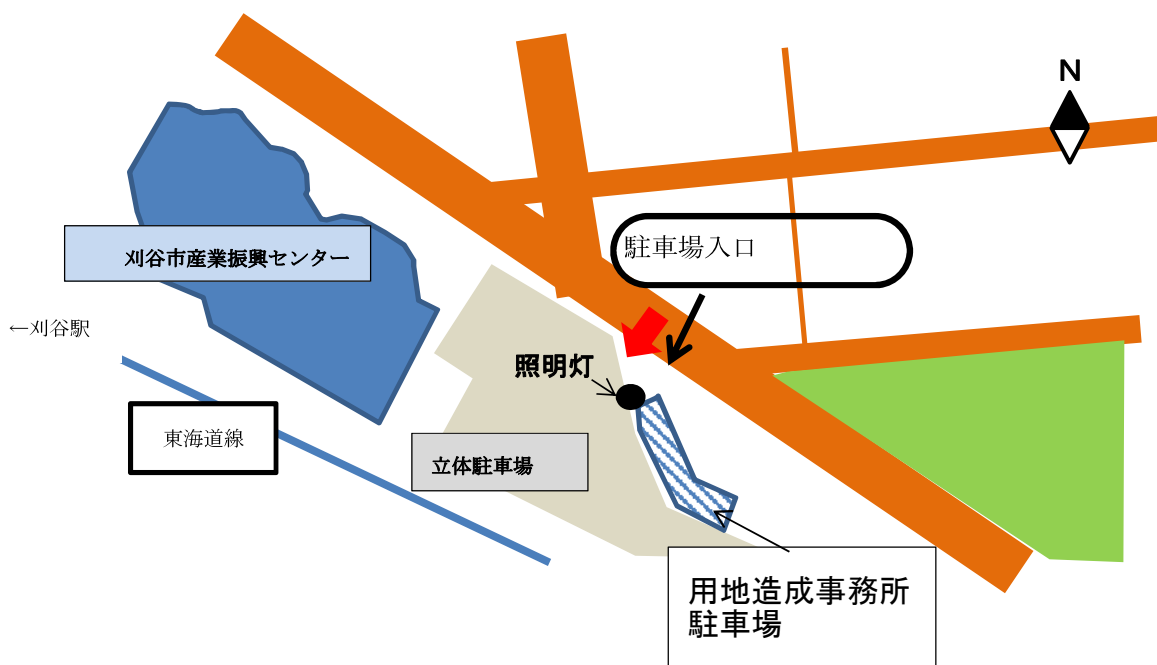 N
駐車場入口
刈谷市産業振興センター
←刈谷駅
照明灯
東海道線
立体駐車場
用地造成事務所
駐車場